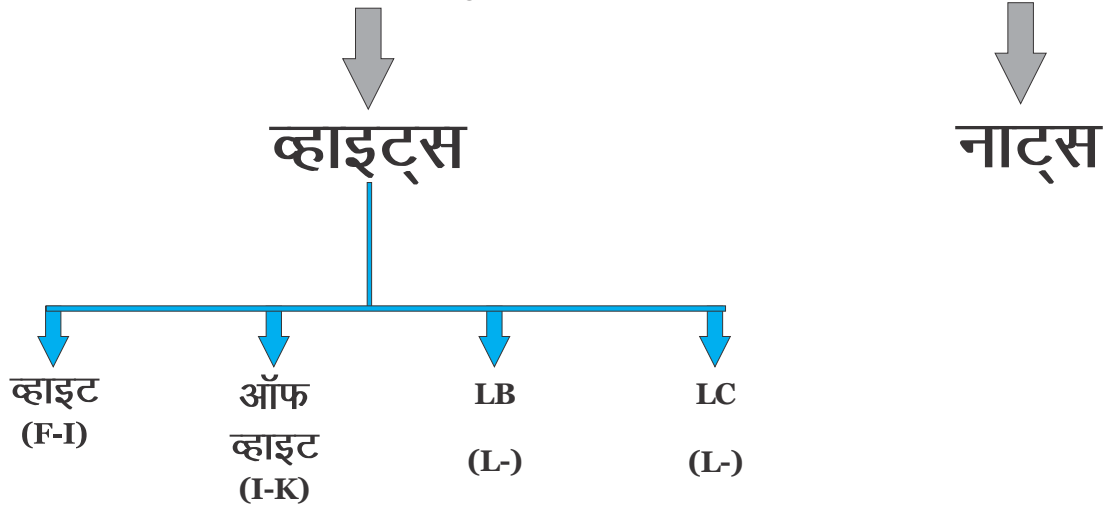 व्हाइट्स
नाट्स
व्हाइट
(F-I)
ऑफ
व्हाइट
(I-K)
LB
(L-)
LC
(L-)